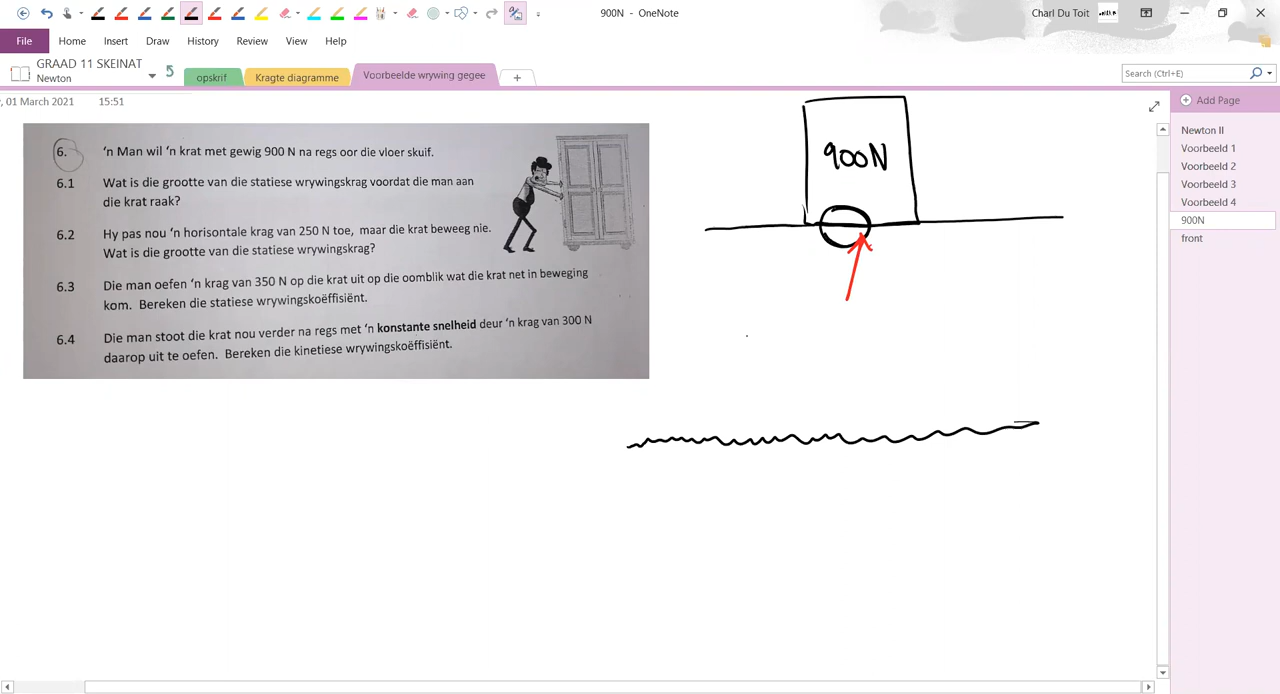 900N - OneNote
Charl Du Toit
File Home Insert Draw History Review View Help
GRAAD 11 SKEINAT
Newton
opskrif
Kragte diagramme
Voorbeelde wrywing gegee
Search (Ctrl+E)
, 01 March 2021 15:51
Add Page
Newton II
Voorbeeld 1
Voorbeeld 2
Voorbeeld 3
Voorbeeld 4
900N
front
6. 'n Man wil 'n krat met gewig 900 N na regs oor die vloer skuif.
6.1 Wat is die grootte van die statiese wrywingskrag voordat die man aan
die krat raak?
6.2 Hy pas nou 'n horisontale krag van 250 N toe, maar die krat beweeg nie.
Wat is die grootte van die statiese wrywingskrag?
6.3 Die man oefen 'n krag van 350 N op die krat uit op die oomblik wat die krat net in beweging
kom. Bereken die statiese wrywingskoëffisiënt.
6.4 Die man stoot die krat nou verder na regs met 'n konstante snelheid deur 'n krag van 300 N
daarop uit te oefen. Bereken die kinetiese wrywingskoëffisiënt.
900N